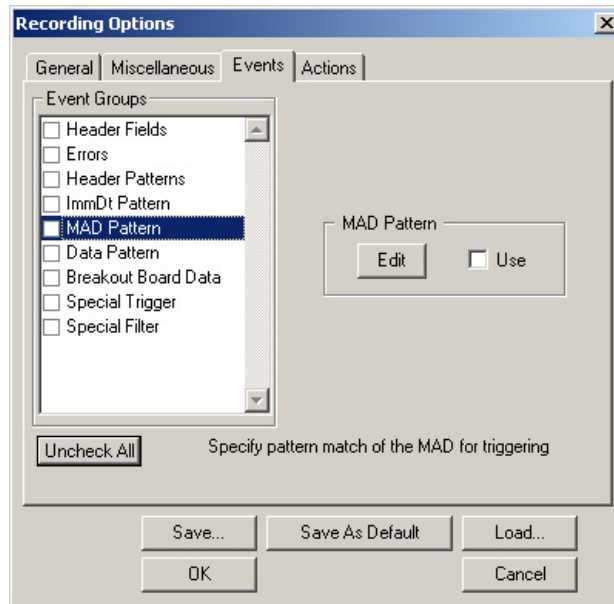 Recording Options
General Miscellaneous Events Actions
Event Groups
Header Fields
Errors
Header Patterns
ImmDt Pattern
MAD Pattern
Data Pattern
Breakout Board Data
Special Trigger
Special Filter
MAD Pattern
Edit Use
Uncheck All Specify pattern match of the MAD for triggering
Save... Save As Default Load...
OK Cancel